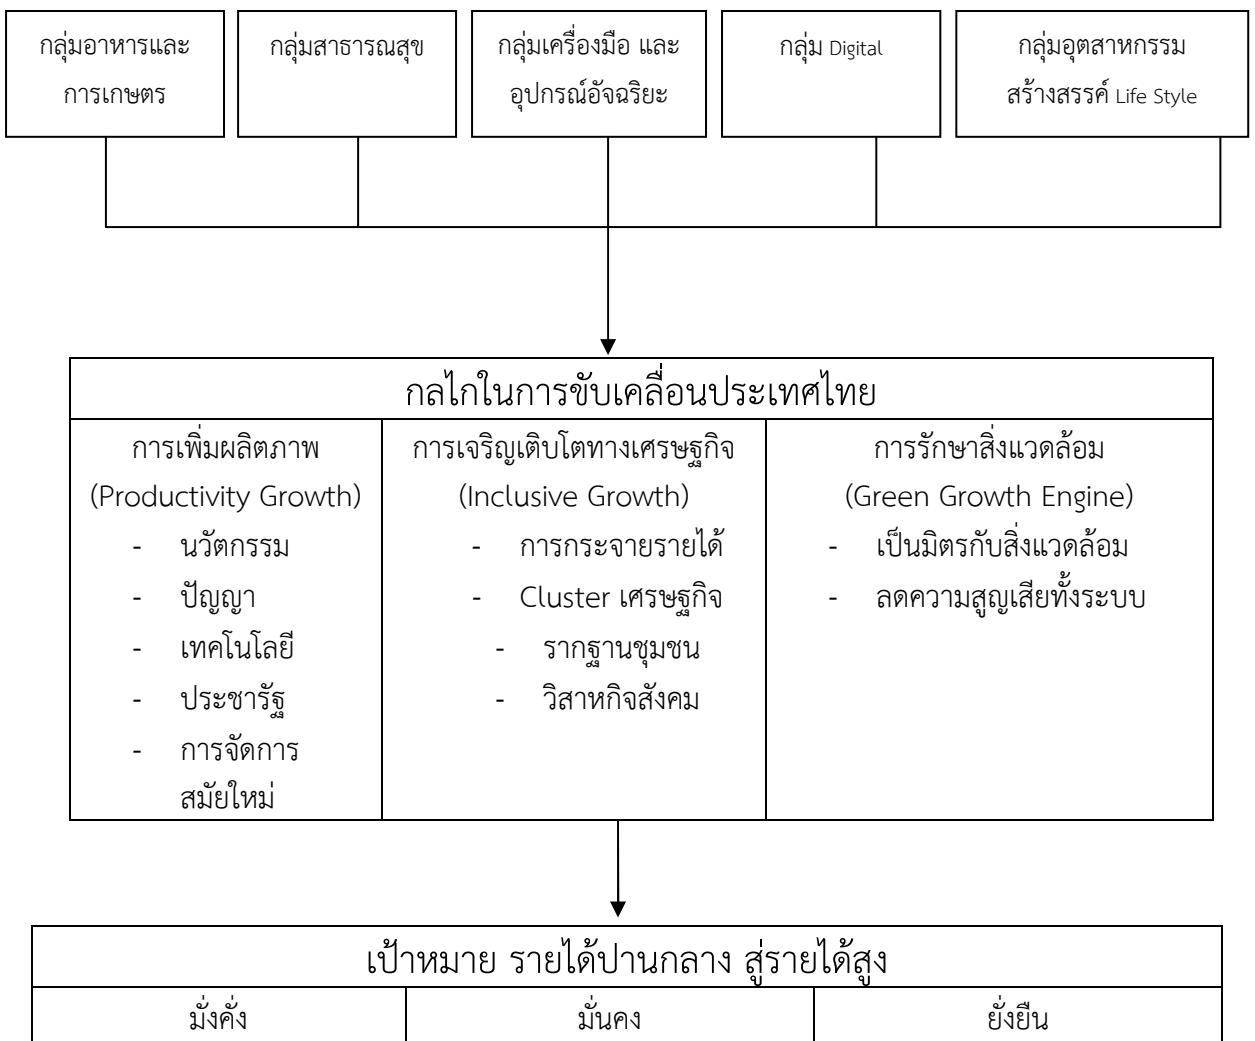 กลุ่มอาหารและ
การเกษตร
กลุ่มสาธารณสุข
กลุ่มเครื่องมือ และ
อุปกรณ์อัจฉริยะ
กลุ่ม Digital
กลุ่มอุตสาหกรรม
สร้างสรรค์ Life Style
กลไกในการขับเคลื่อนประเทศไทย
การเพิ่มผลิตภาพ
(Productivity Growth)
- นวัตกรรม
- ปัญญา
- เทคโนโลยี
- ประชารัฐ
- การจัดการ
สมัยใหม่
การเจริญเติบโตทางเศรษฐกิจ
(Inclusive Growth)
- การกระจายรายได้
- Cluster เศรษฐกิจ
- รากฐานชุมชน
- วิสาหกิจสังคม
การรักษาสิ่งแวดล้อม
(Green Growth Engine)
- เป็นมิตรกับสิ่งแวดล้อม
- ลดความสูญเสียทั้งระบบ
เป้าหมาย รายได้ปานกลาง สู่รายได้สูง
มั่งคั่ง
มั่นคง
ยั่งยืน